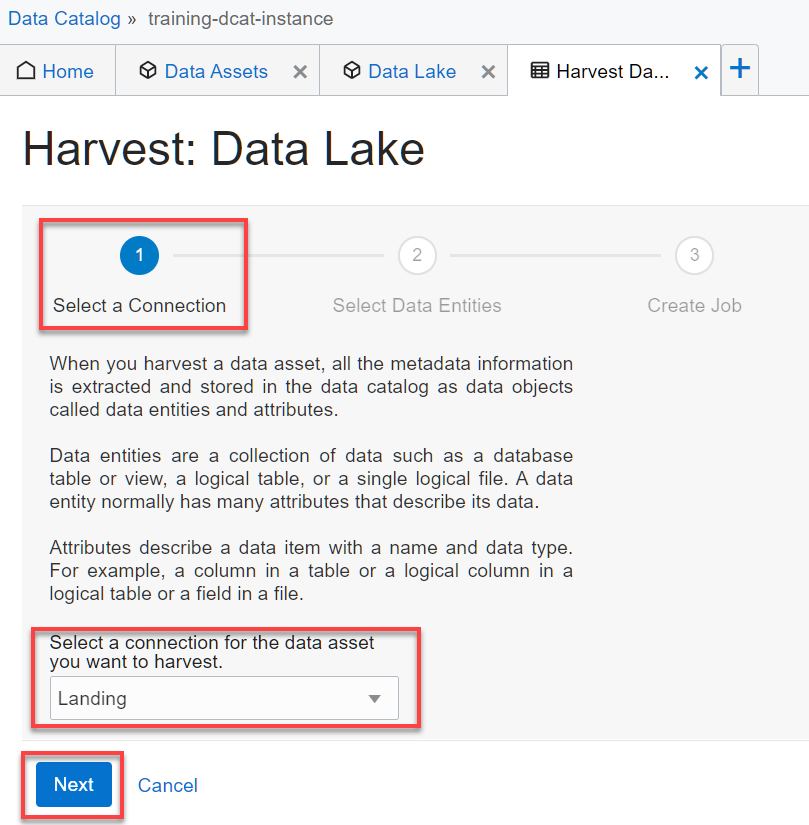 Data Catalog » training-dcat-instance
Home Data Assets Data Lake Harvest Da...
Harvest: Data Lake
1 2 3
Select a Connection Select Data Entities Create Job
When you harvest a data asset, all the metadata information
is extracted and stored in the data catalog as data objects
called data entities and attributes.
Data entities are a collection of data such as a database
table or view, a logical table, or a single logical file. A data
entity normally has many attributes that describe its data.
Attributes describe a data item with a name and data type.
For example, a column in a table or a logical column in a
logical table or a field in a file.
Select a connection for the data asset
you want to harvest.
Landing
Next Cancel